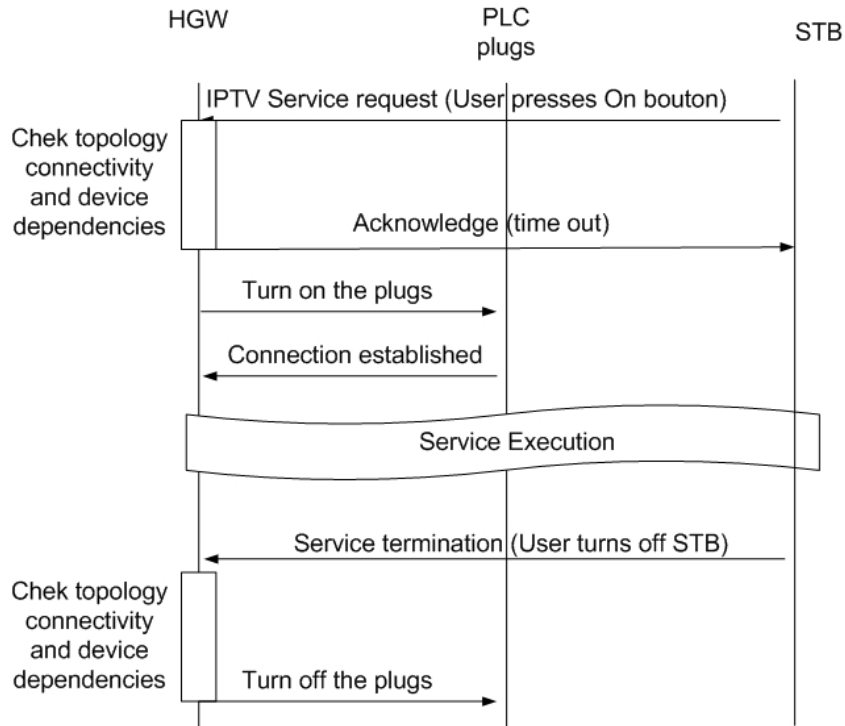 HGW
PLC
plugs
STB
IPTV Service request (User presses On bouton)
Chek topology
connectivity
and device
dependencies
Acknowledge (time out)
Turn on the plugs
Connection established
Service Execution
Service termination (User turns off STB)
Chek topology
connectivity
and device
dependencies
Turn off the plugs